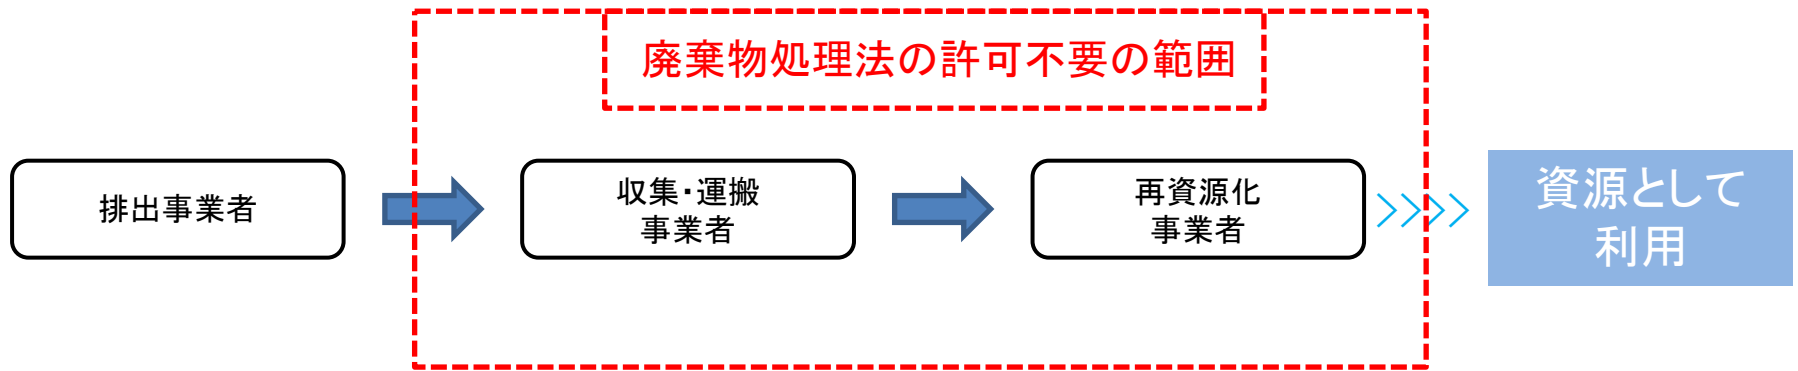 廃棄物処理法の許可不要の範囲
排出事業者
収集・運搬
事業者
再資源化
事業者
資源として
利用